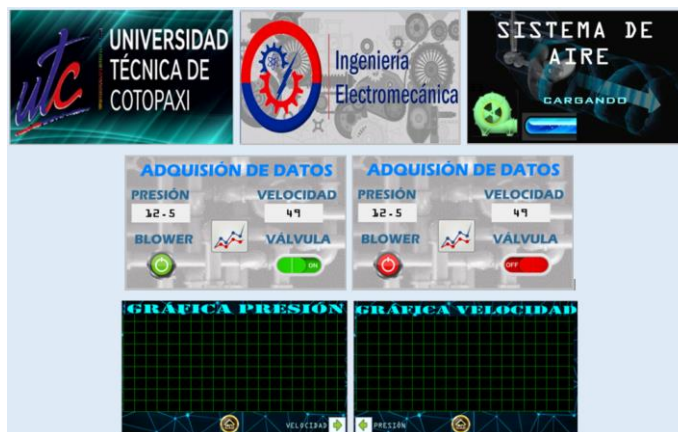 utc
UNIVERSIDAD
TÉCNICA DE
COTOPAXI
Ingeniería
Electromecánica
SISTEMA DE
AIRE
CARGANDO
ADQUISIÓN DE DATOS
PRESIÓN VELOCIDAD
12.5 49
BLOWER VÁLVULA
ON
ADQUISIÓN DE DATOS
PRESIÓN VELOCIDAD
12.5 49
BLOWER VÁLVULA
OFF
GRÁFICA PRESIÓN
VELOCIDAD
GRÁFICA VELOCIDAD
PRESIÓN